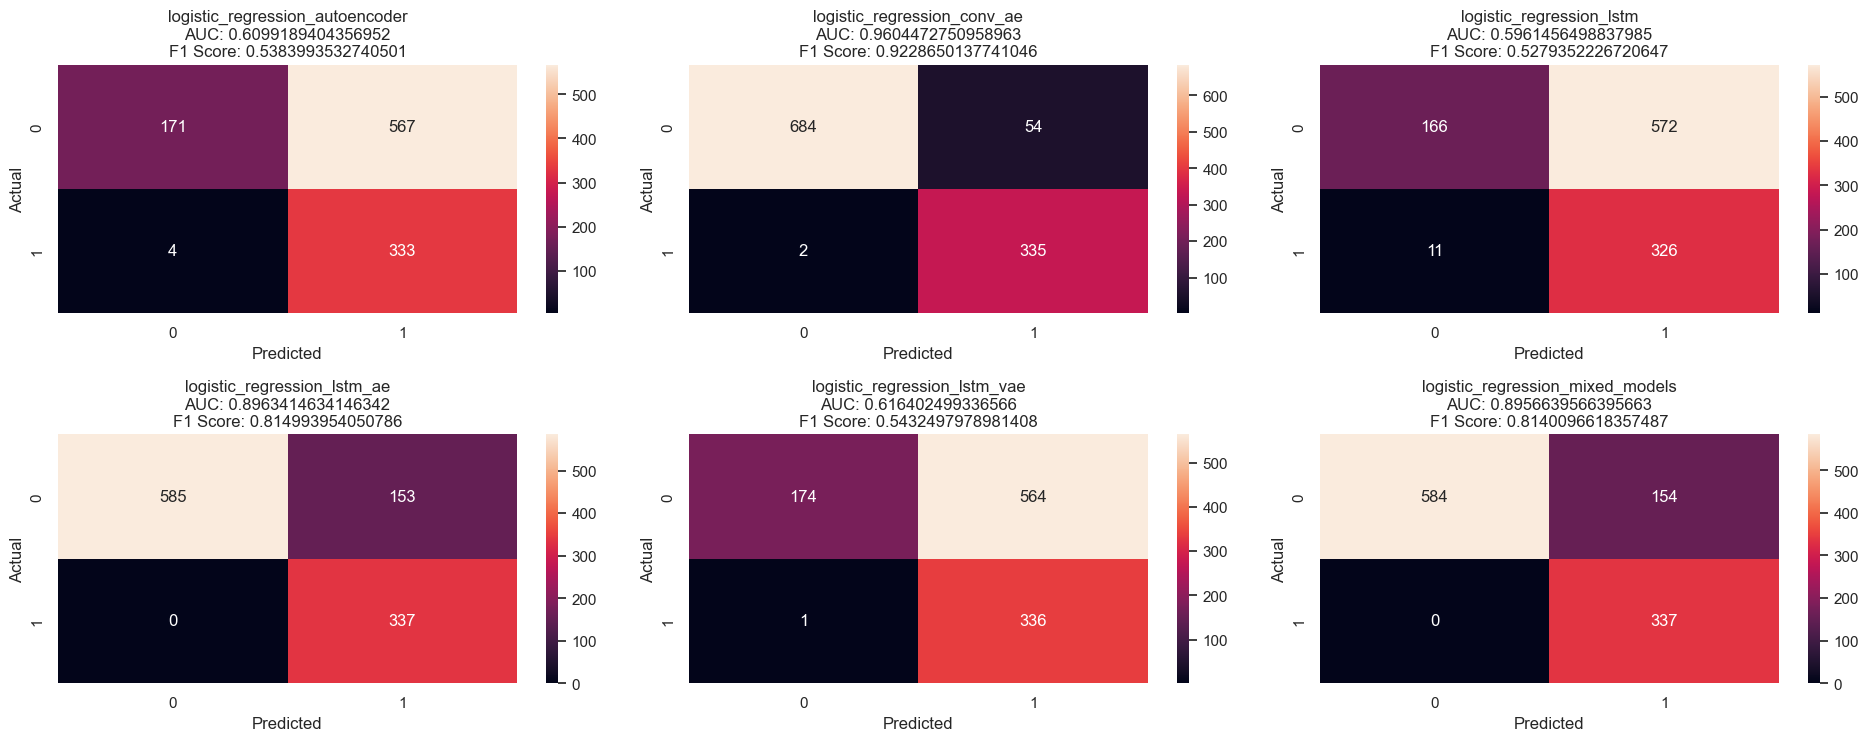 logistic_regression_autoencoder
AUC: 0.6099189404356952
F1 Score: 0.5383993532740501
0
171
567
1
4
333
Actual
0
1
Predicted
500
400
300
200
100
logistic_regression_conv_ae
AUC: 0.9604472750958963
F1 Score: 0.9228650137741046
0
684
54
1
2
335
Actual
0
1
Predicted
600
500
400
300
200
100
logistic_regression_lstm
AUC: 0.5961456498837985
F1 Score: 0.5279352226720647
0
166
572
1
11
326
Actual
0
1
Predicted
500
400
300
200
100
logistic_regression_lstm_ae
AUC: 0.8963414634146342
F1 Score: 0.814993954050786
0
585
153
1
0
337
Actual
0
1
Predicted
500
400
300
200
100
0
logistic_regression_lstm_vae
AUC: 0.616402499336566
F1 Score: 0.5432497978981408
0
174
564
1
1
336
Actual
0
1
Predicted
500
400
300
200
100
logistic_regression_mixed_models
AUC: 0.8956639566395663
F1 Score: 0.8140096618357487
0
584
154
1
0
337
Actual
0
1
Predicted
500
400
300
200
100
0